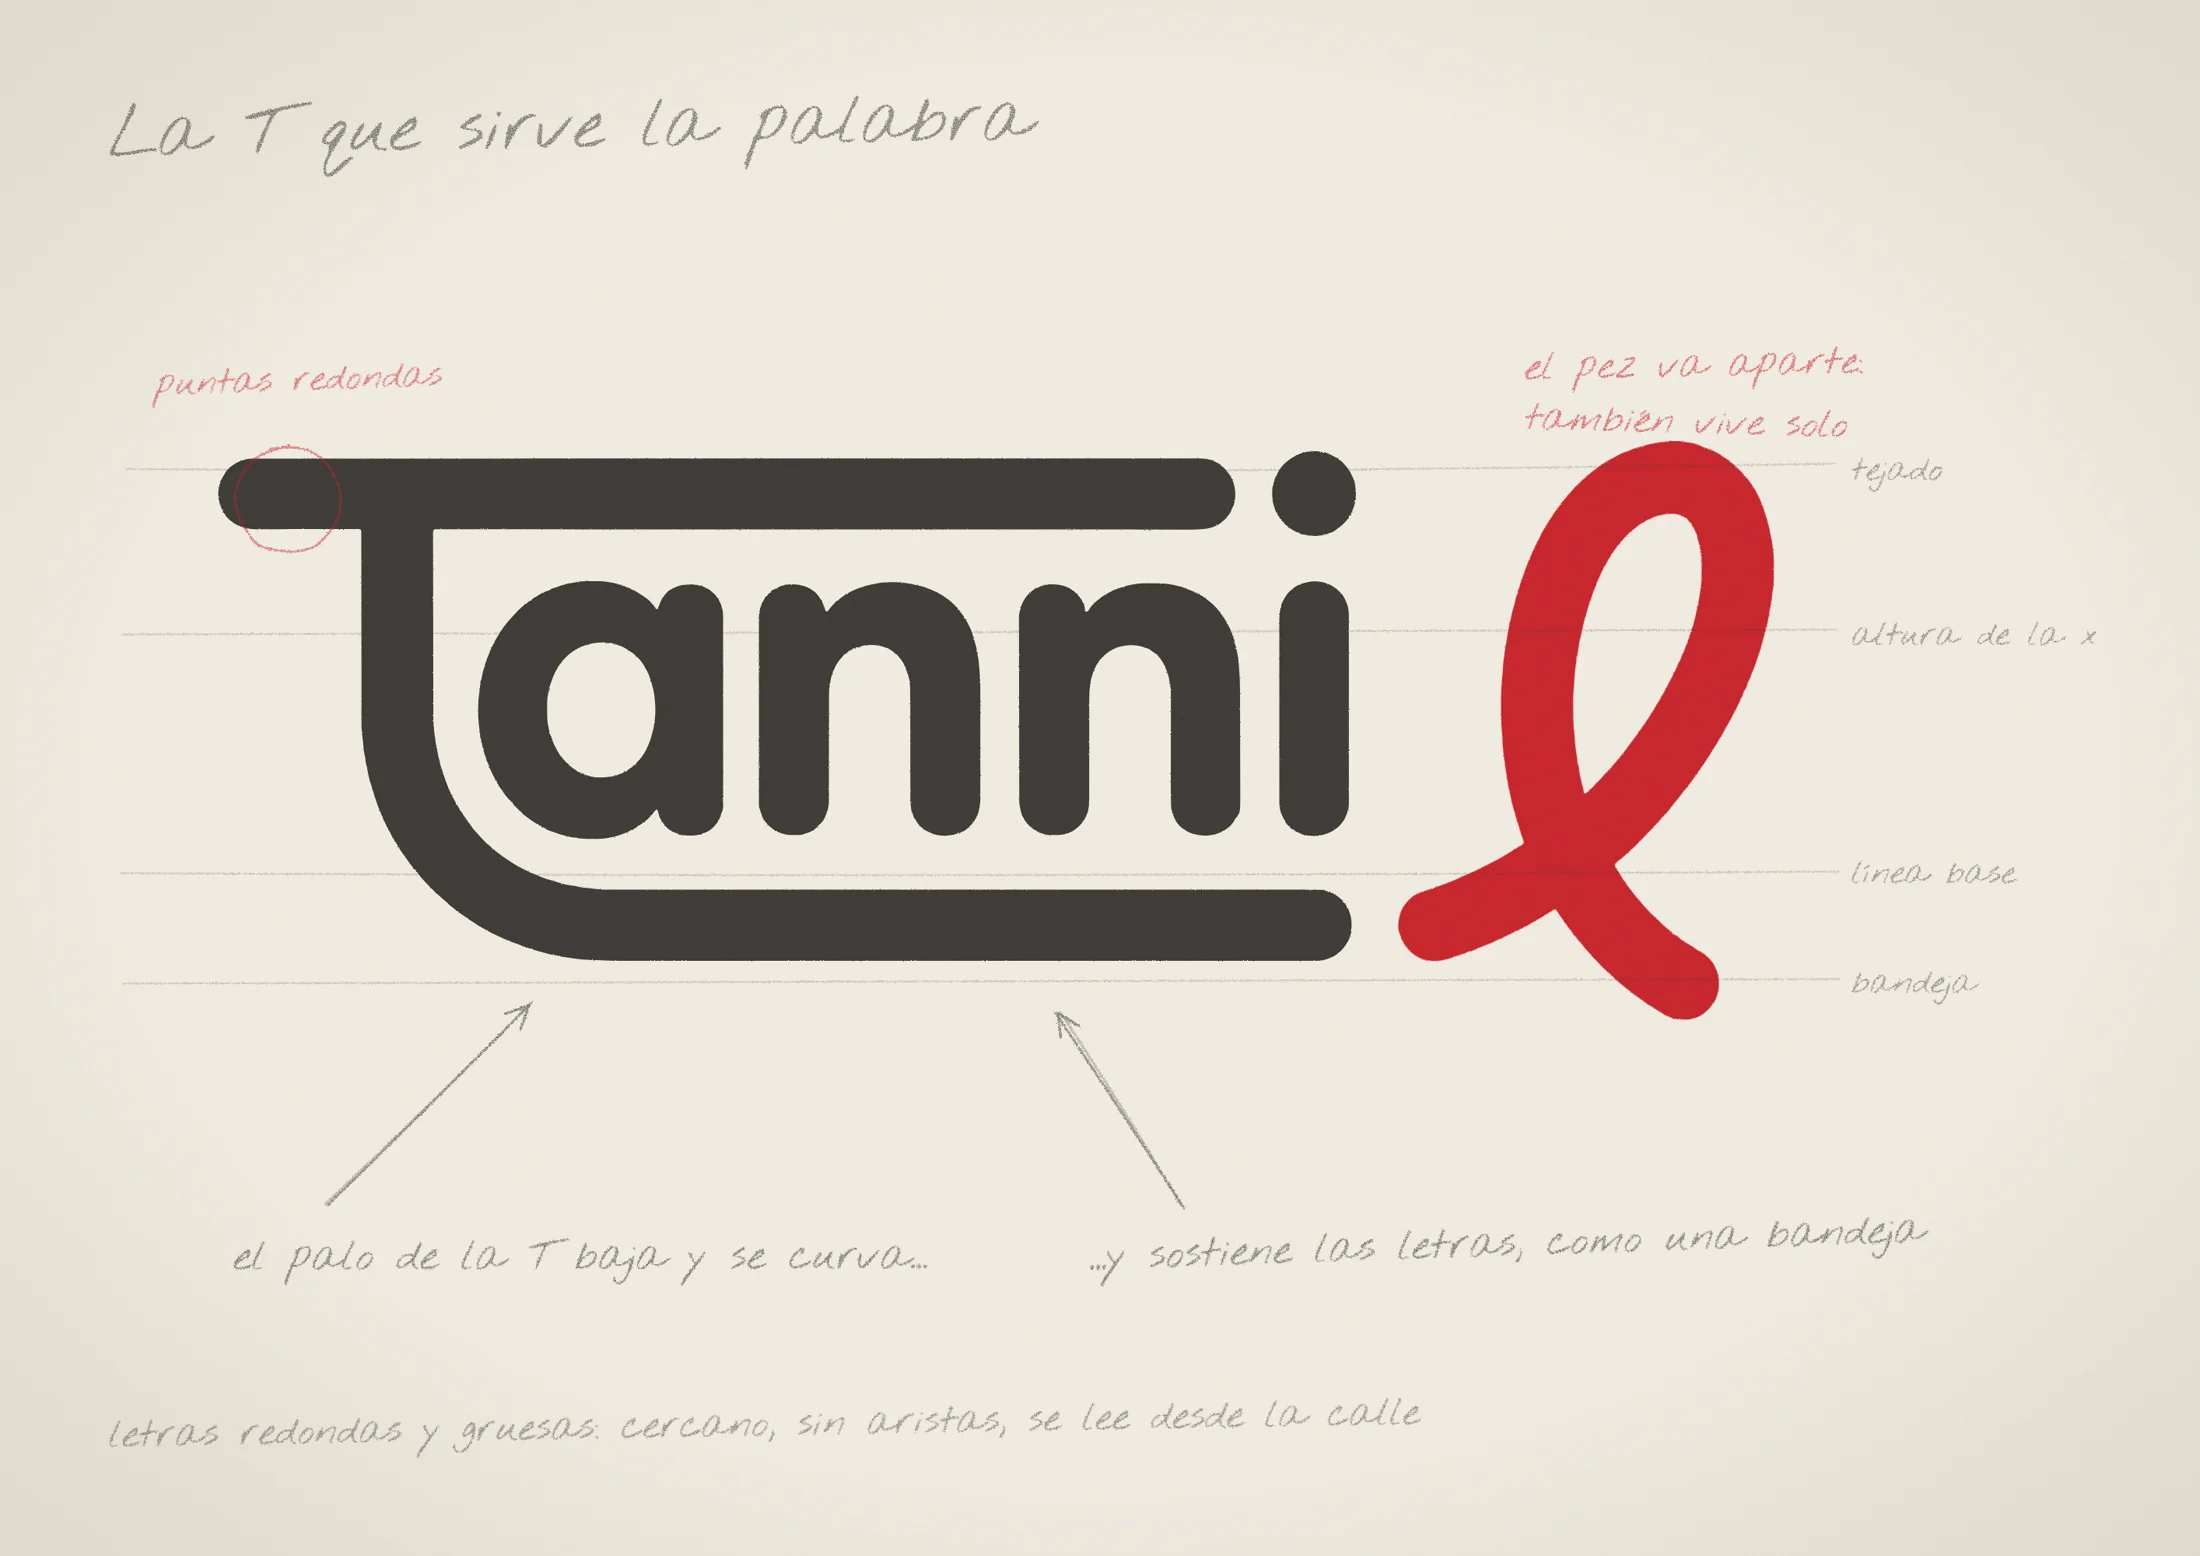 La T que sirve la palabra
puntas redondas
el pez va aparte:
también vive solo
tejado
Tanni
altura de la x
línea base
bandeja
el palo de la T baja y se curva...
...y sostiene las letras, como una bandeja
letras redondas y gruesas: cercano, sin aristas, se lee desde la calle